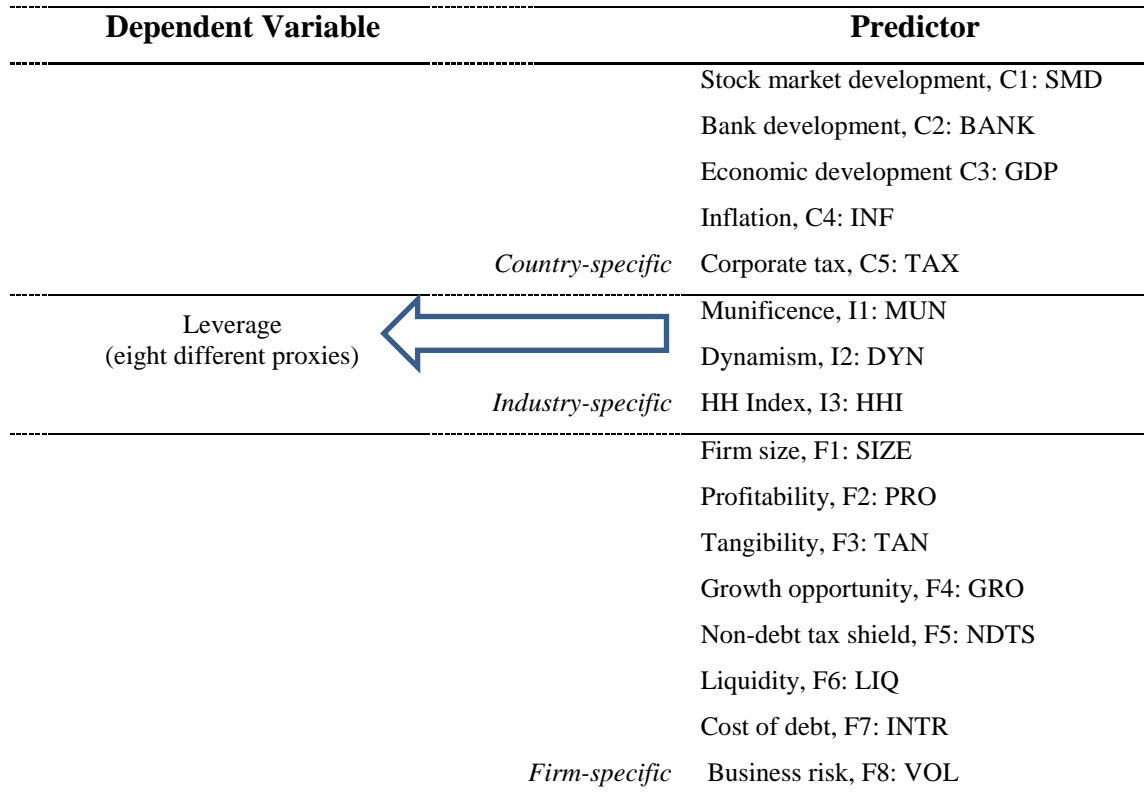 Dependent Variable Predictor
Stock market development, C1: SMD
Bank development, C2: BANK
Economic development C3: GDP
Inflation, C4: INF
Country-specific Corporate tax, C5: TAX
Munificence, I1: MUN
Leverage
(eight different proxies)
Dynamism, I2: DYN
Industry-specific HH Index, I3: HHI
Firm size, F1: SIZE
Profitability, F2: PRO
Tangibility, F3: TAN
Growth opportunity, F4: GRO
Non-debt tax shield, F5: NDTS
Liquidity, F6: LIQ
Cost of debt, F7: INTR
Firm-specific Business risk, F8: VOL